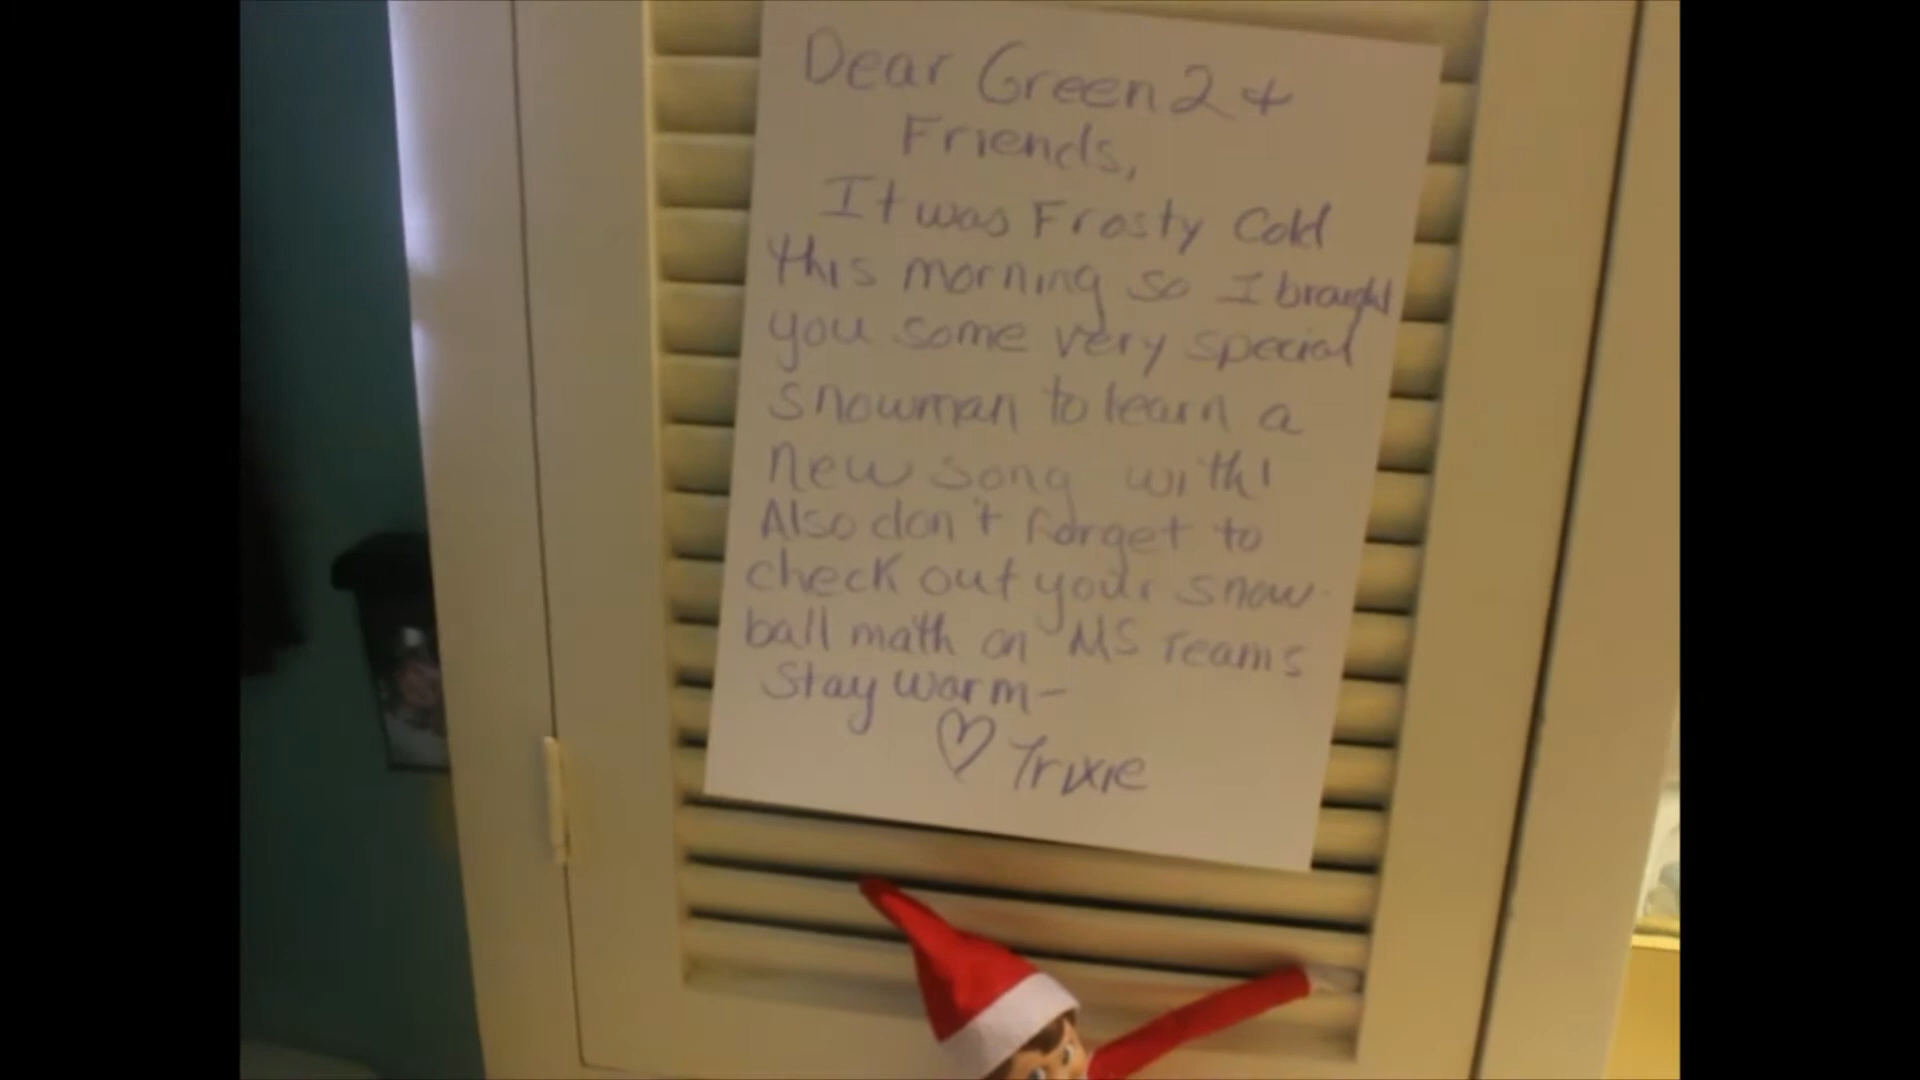 Dear Green 2 +
Friends,
It was Frosty Cold
this morning so I brought
you some very special
snowman to learn a
new song with!
Also don't forget to
check out your snow-
ball math on MS Teams
Stay warm-
♡ Trixie